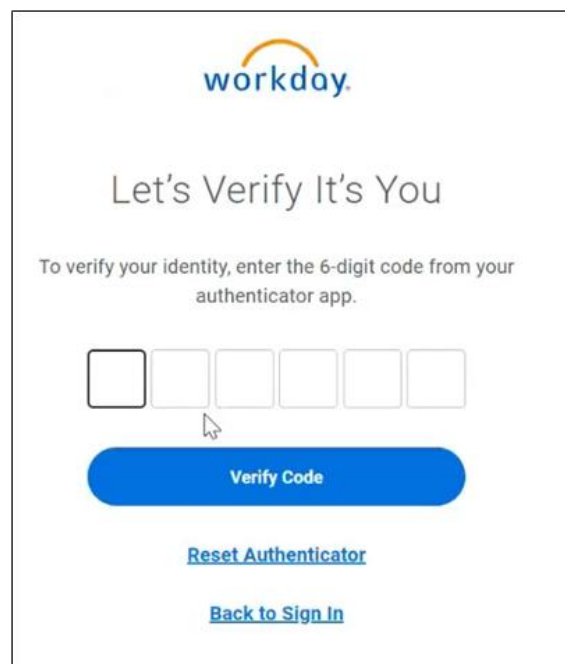 workday.
Let's Verify It's You
To verify your identity, enter the 6-digit code from your
authenticator app.
Verify Code
Reset Authenticator
Back to Sign In